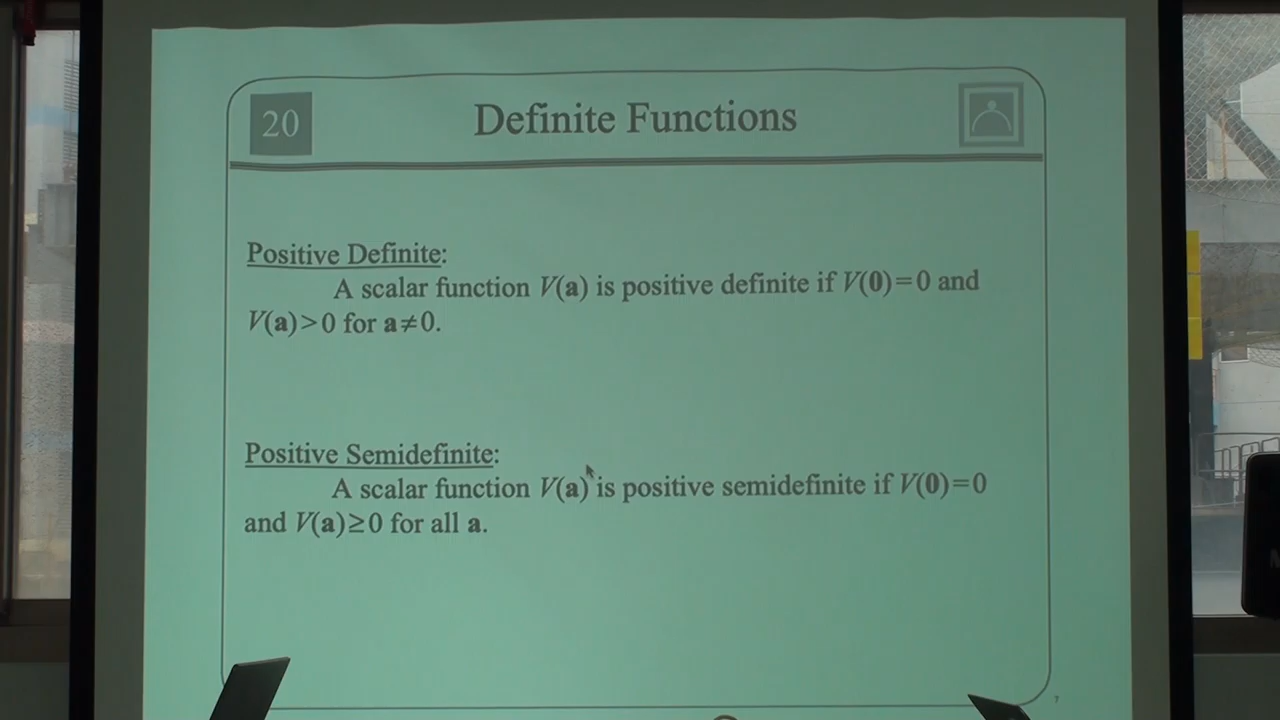 20
Definite Functions
Positive Definite:
A scalar function V(a) is positive definite if V(0)=0 and
V(a)>0 for a≠0.
Positive Semidefinite:
A scalar function V(a) is positive semidefinite if V(0)=0
and V(a)≥0 for all a.
7